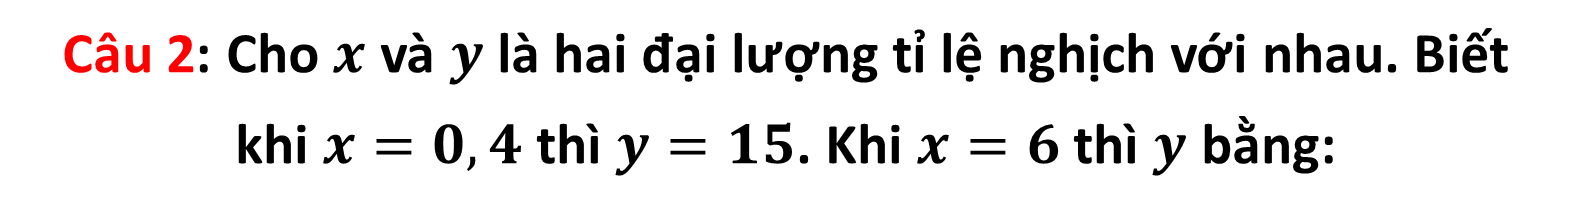 Câu 2: Cho x và y là hai đại lượng tỉ lệ nghịch với nhau. Biết
khi x = 0, 4 thì y = 15. Khi x = 6 thì y bằng: